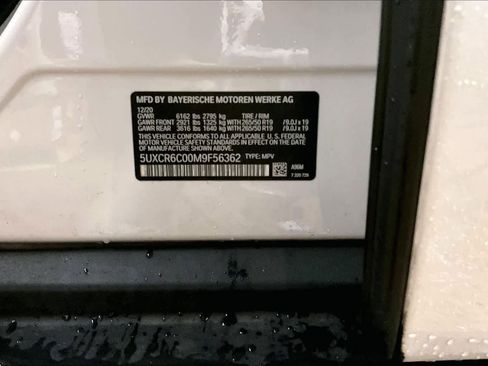 MFD BY BAYERISCHE MOTOREN WERKE AG
12/20
GVWR 6162 lbs 2795 kg TIRE / RIM
GAWR FRONT 2921 lbs 1325 kg WITH 265/50 R19 /9.0J x 19
GAWR REAR 3616 lbs 1640 kg WITH 265/50 R19 /9.0J x 19
THIS VEHICLE CONFORMS TO ALL APPLICABLE U. S. FEDERAL
MOTOR VEHICLE SAFETY STANDARDS IN EFFECT ON
THE DATE OF MANUFACTURE SHOWN ABOVE.
5UXCR6C00M9F56362 TYPE: MPV
A96M